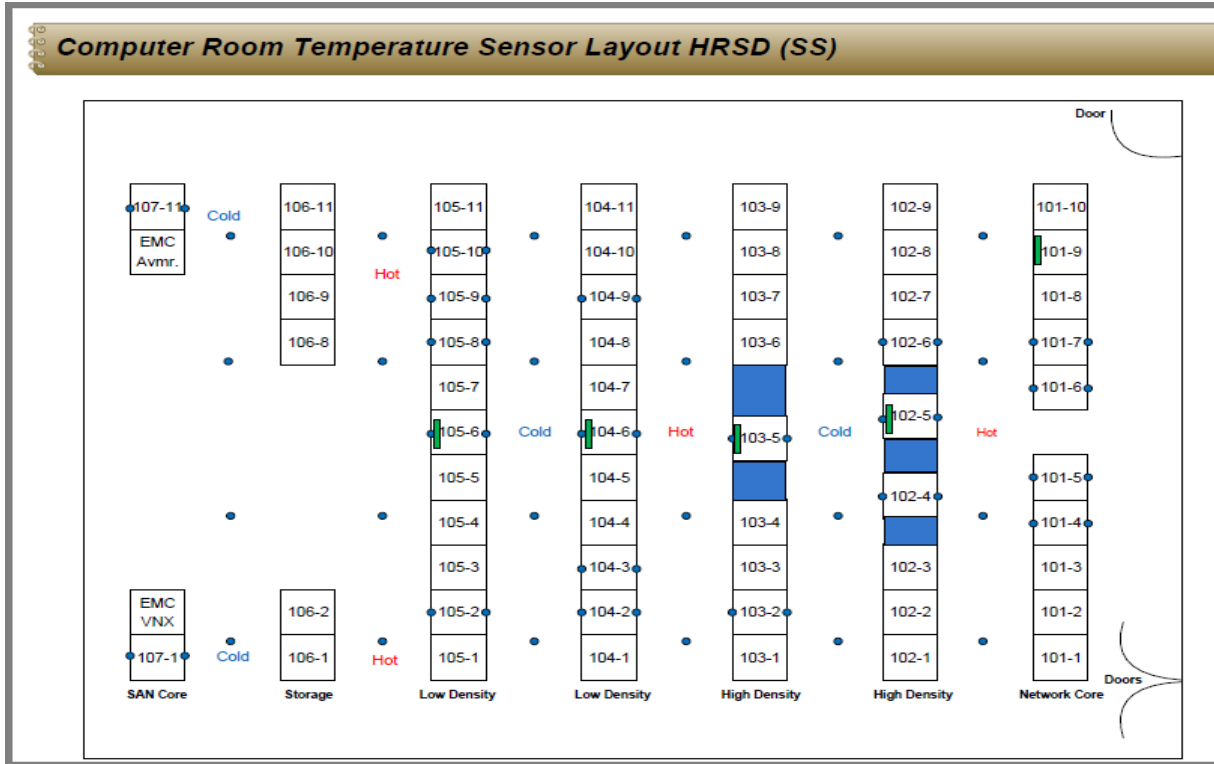 Computer Room Temperature Sensor Layout HRSD (SS)
Door
107-11 106-11 105-11 104-11 103-9 102-9 101-10
Cold
EMC
Avmr.
106-10 105-10 104-10 103-8 102-8 101-9
Hot
106-9 105-9 104-9 103-7 102-7 101-8
106-8 105-8 104-8 103-6 102-6 101-7
105-7 104-7 101-6
102-5
105-6 Cold 104-6 Hot 103-5 Cold Hot
105-5 104-5 101-5
102-4
105-4 104-4 103-4 101-4
105-3 104-3 103-3 102-3 101-3
EMC
VNX
106-2 105-2 104-2 103-2 102-2 101-2
107-1 Cold 106-1 Hot 105-1 104-1 103-1 102-1 101-1
Doors
SAN Core Storage Low Density Low Density High Density High Density Network Core